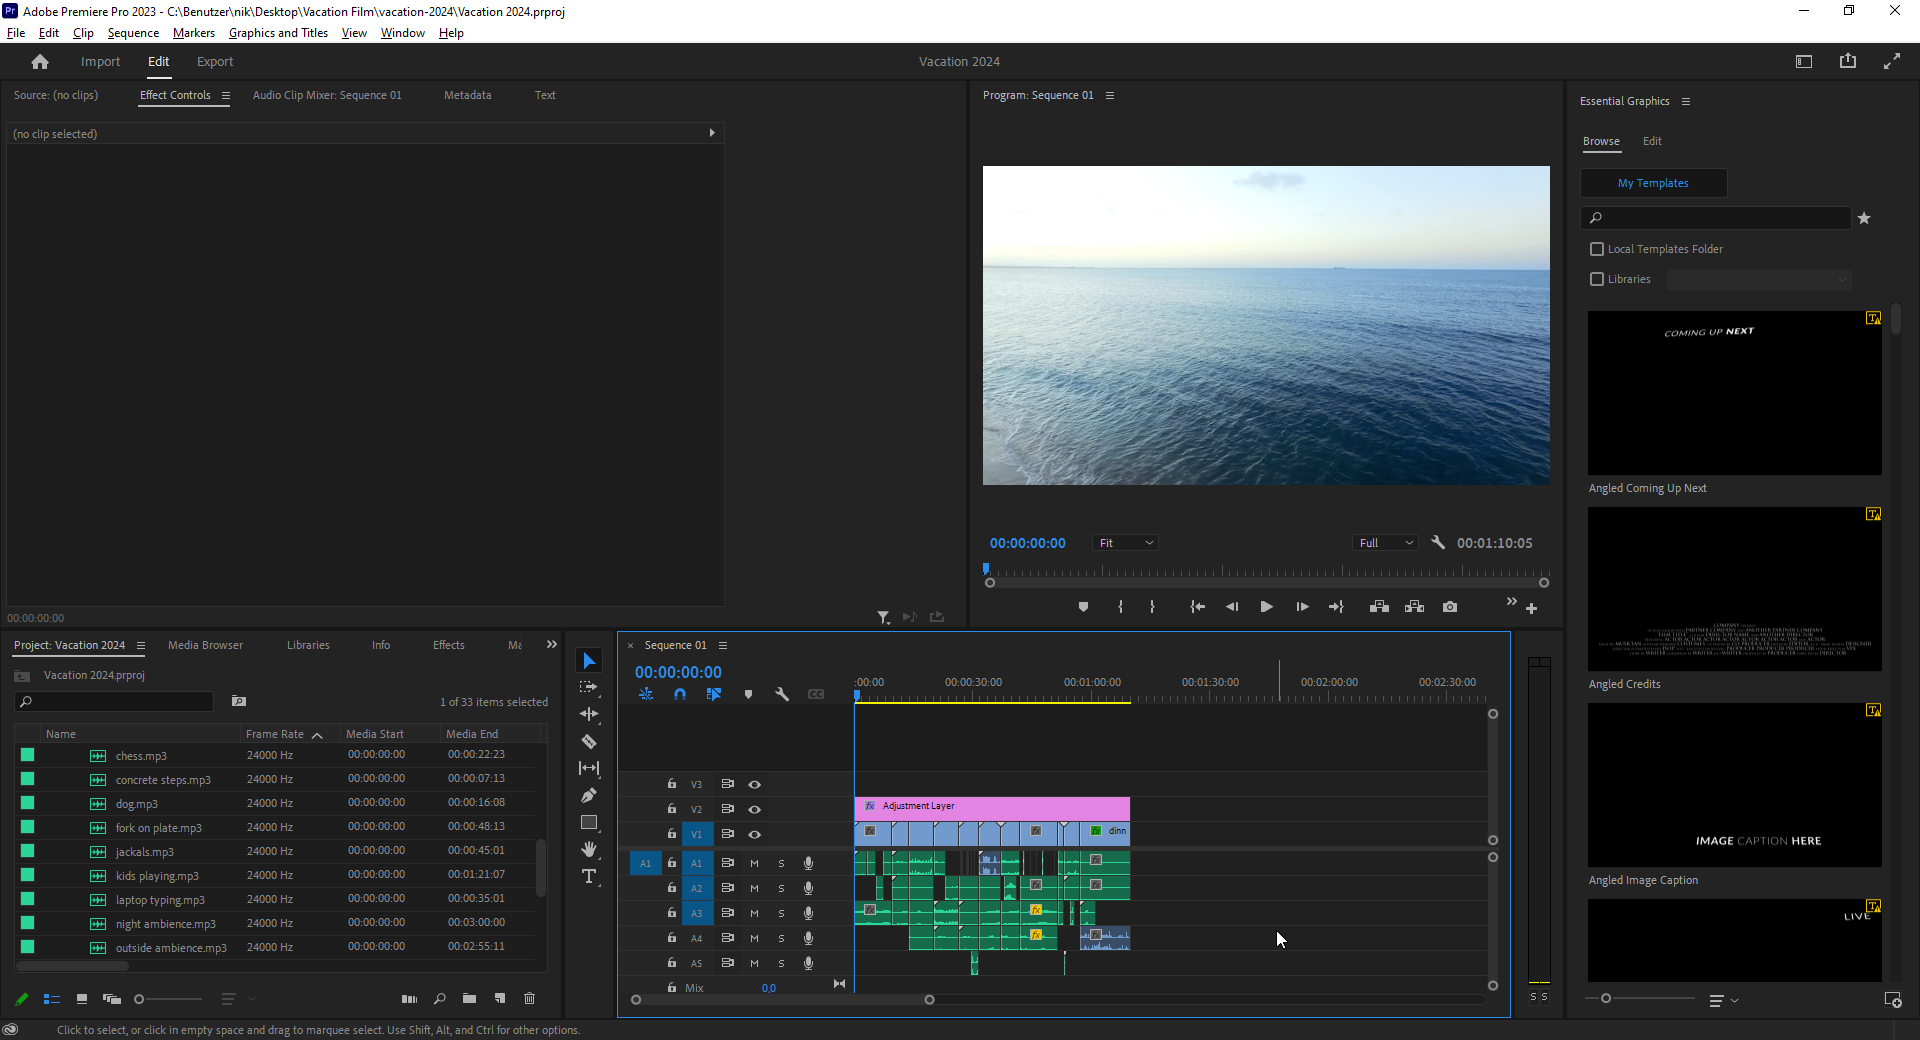 Adobe Premiere Pro 2023 - C:\Benutzer\nik\Desktop\Vacation Film\vacation-2024\Vacation 2024.prproj
File Edit Clip Sequence Markers Graphics and Titles View Window Help
Import Edit Export Vacation 2024
Source: (no clips) Effect Controls Audio Clip Mixer: Sequence 01 Metadata Text
(no clip selected)
00:00:00:00
Program: Sequence 01
00:00:00:00 Fit Full 00:01:10:05
Essential Graphics
Browse Edit
My Templates
Local Templates Folder
Libraries
COMING UP NEXT
Angled Coming Up Next
Angled Credits
IMAGE CAPTION HERE
Angled Image Caption
LIVE
Project: Vacation 2024 Media Browser Libraries Info Effects Ma
Vacation 2024.prproj
1 of 33 items selected
Name Frame Rate Media Start Media End
chess.mp3 24000 Hz 00:00:00:00 00:00:22:23
concrete steps.mp3 24000 Hz 00:00:00:00 00:00:07:13
dog.mp3 24000 Hz 00:00:00:00 00:00:16:08
fork on plate.mp3 24000 Hz 00:00:00:00 00:00:48:13
jackals.mp3 24000 Hz 00:00:00:00 00:00:45:01
kids playing.mp3 24000 Hz 00:00:00:00 00:01:21:07
laptop typing.mp3 24000 Hz 00:00:00:00 00:00:35:01
night ambience.mp3 24000 Hz 00:00:00:00 00:03:00:00
outside ambience.mp3 24000 Hz 00:00:00:00 00:02:55:11
Sequence 01
00:00:00:00
:00:00 00:00:30:00 00:01:00:00 00:01:30:00 00:02:00:00 00:02:30:00
V3
V2 fx Adjustment Layer
V1 fx fx fx dinn
A1 A1 M S fx
A2 M S fx fx
A3 M S fx fx
A4 M S fx fx
A5 M S
Mix 0,0
S S
Click to select, or click in empty space and drag to marquee select. Use Shift, Alt, and Ctrl for other options.